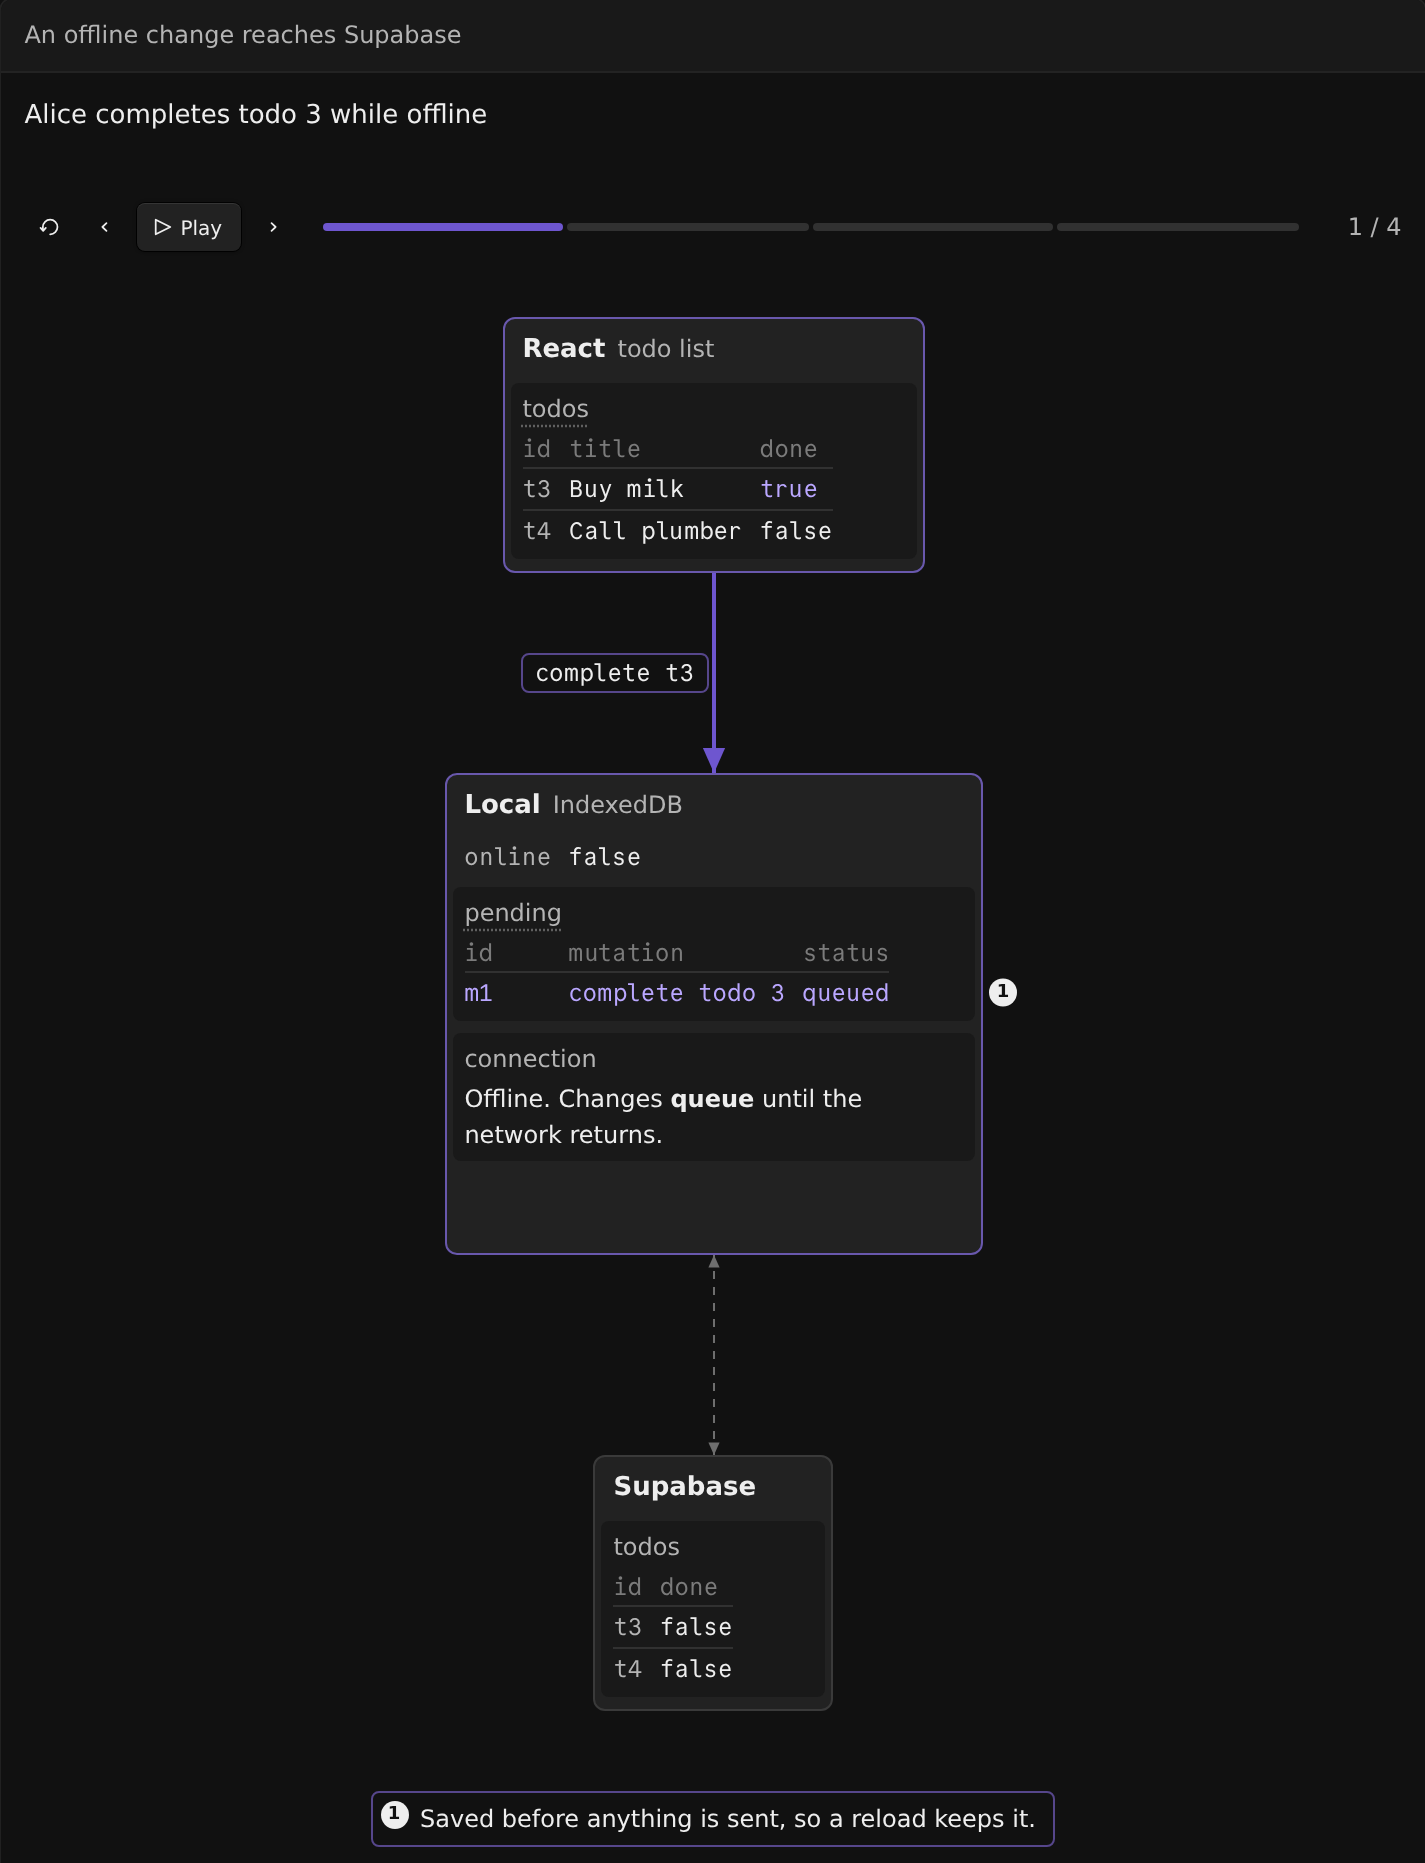 An offline change reaches Supabase
Alice completes todo 3 while offline
Play
1 / 4
React todo list
todos
id title done
t3 Buy milk true
t4 Call plumber false
complete t3
Local IndexedDB
online false
pending
id mutation status
m1 complete todo 3 queued
1
connection
Offline. Changes queue until the
network returns.
Supabase
todos
id done
t3 false
t4 false
1 Saved before anything is sent, so a reload keeps it.